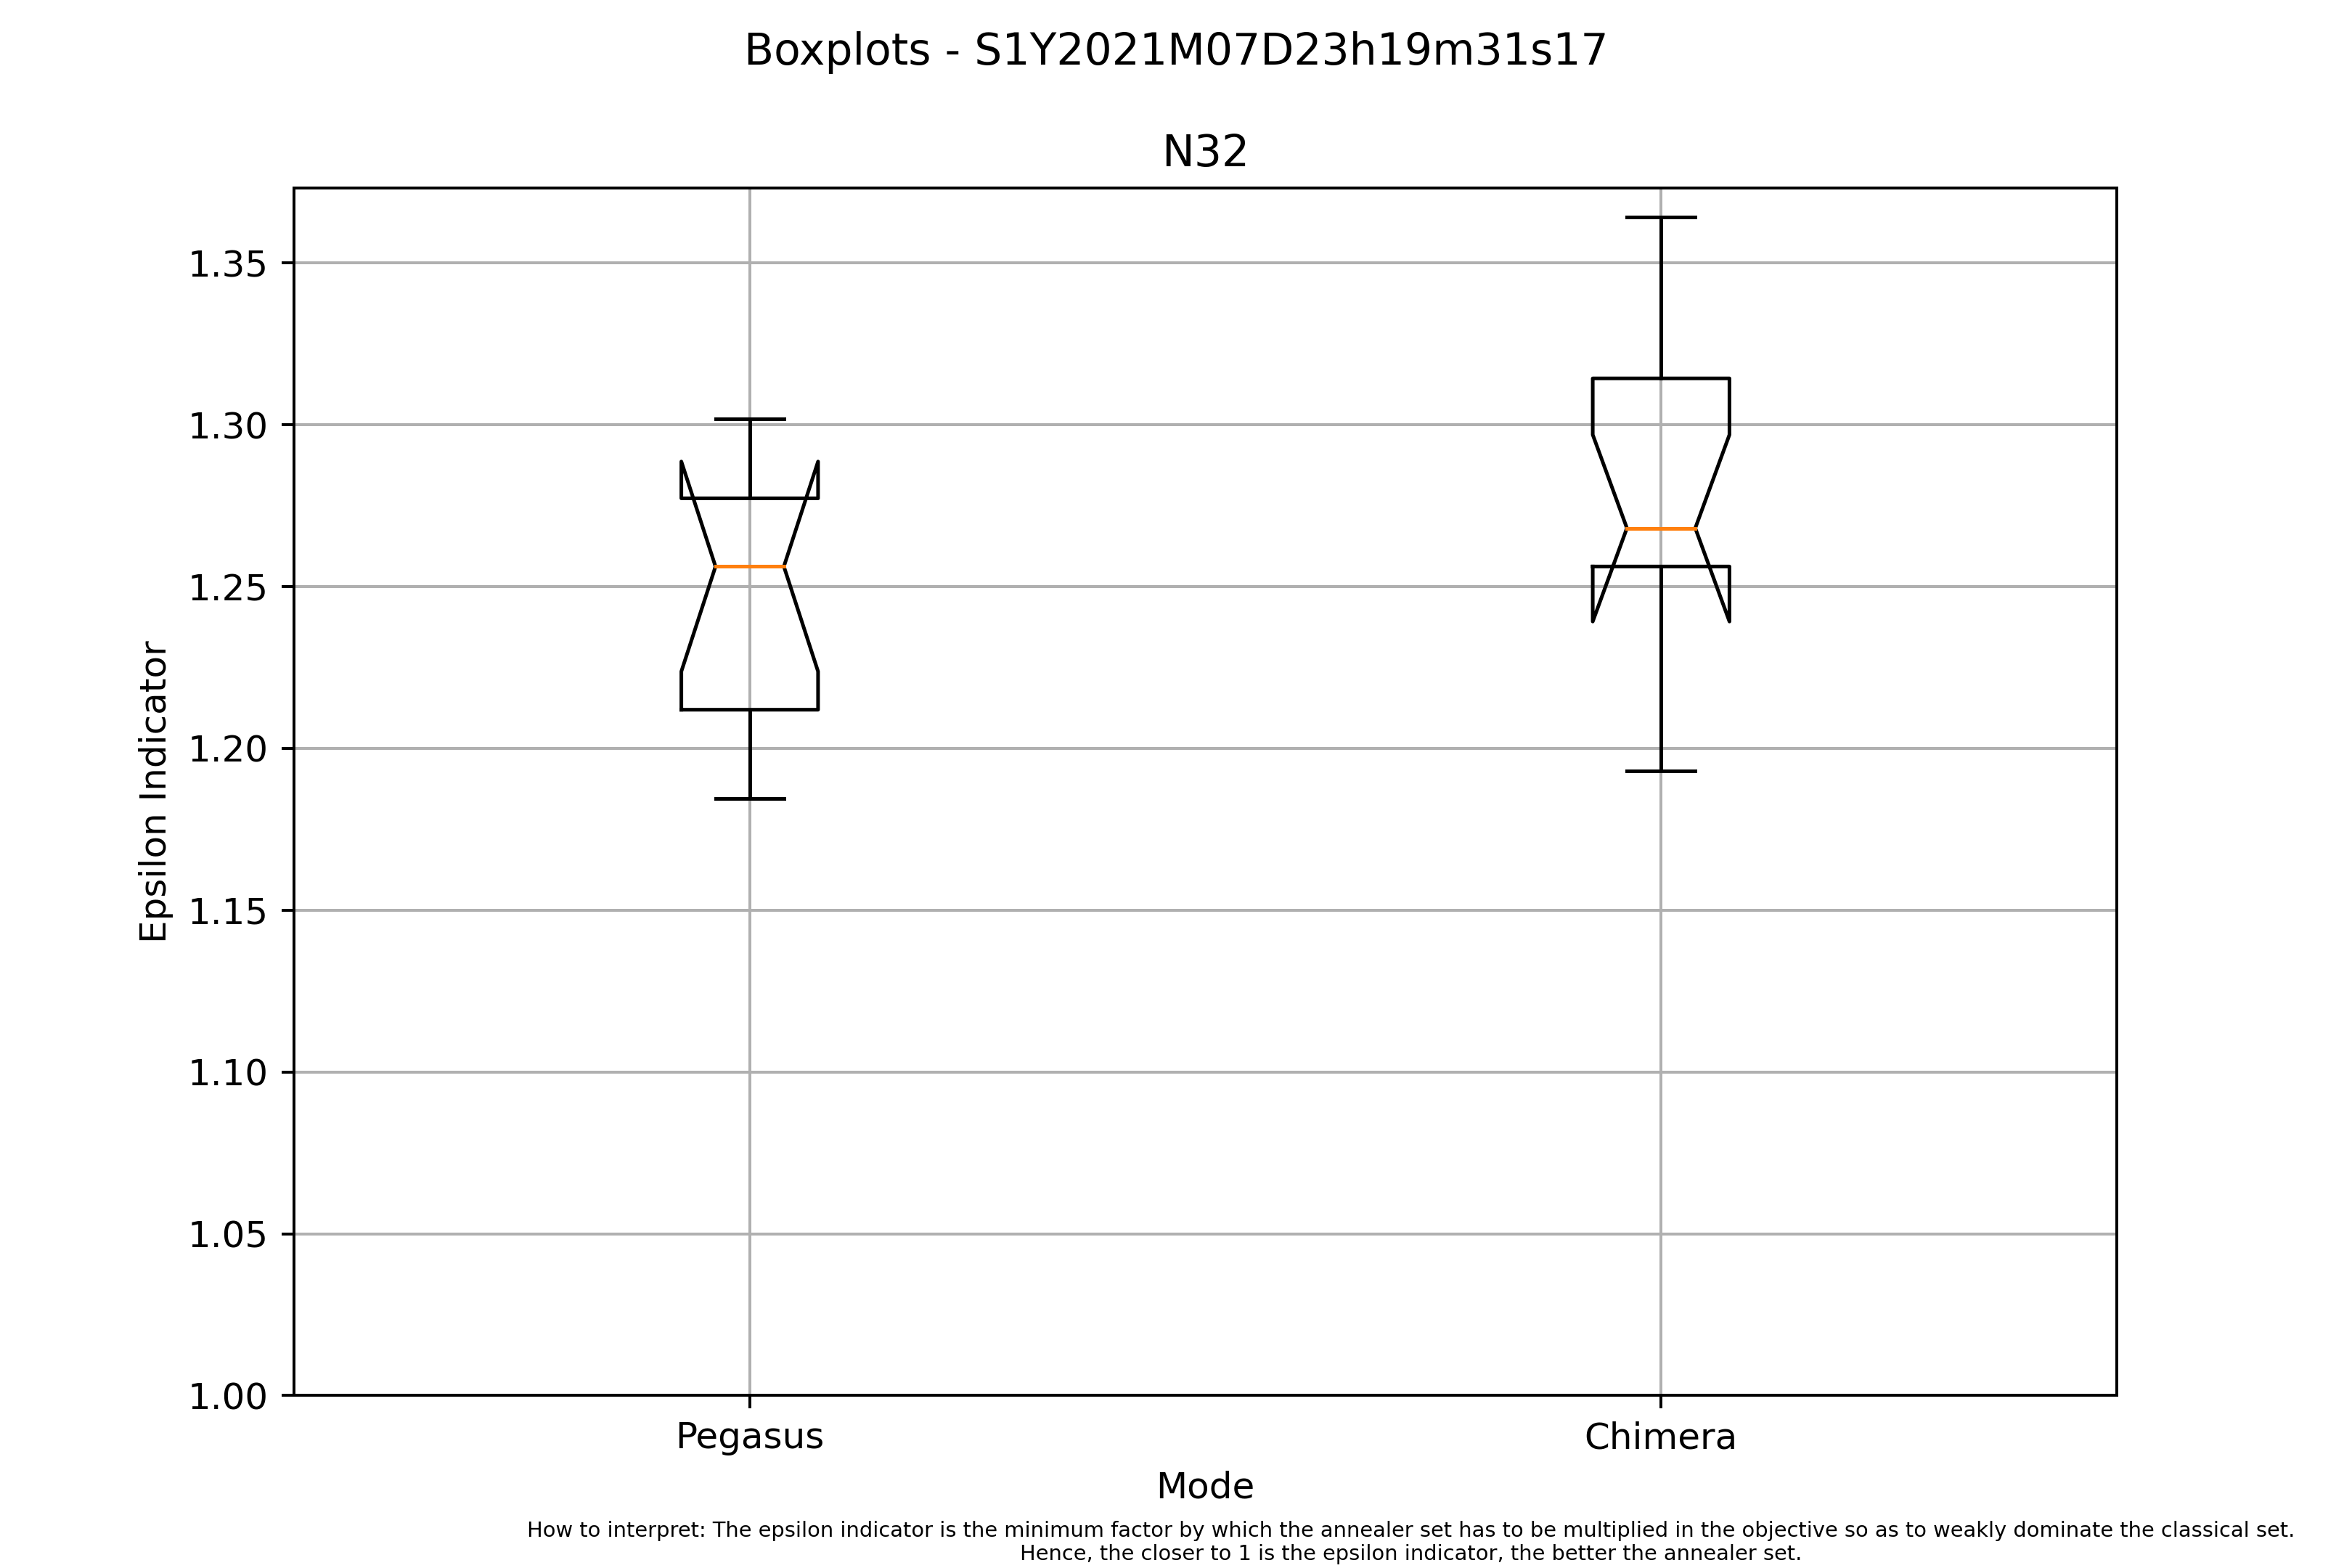 Boxplots - S1Y2021M07D23h19m31s17
N32
1.35
1.30
1.25
1.20
1.15
1.10
1.05
1.00
Epsilon Indicator
Pegasus
Chimera
Mode
How to interpret: The epsilon indicator is the minimum factor by which the annealer set has to be multiplied in the objective so as to weakly dominate the classical set.
Hence, the closer to 1 is the epsilon indicator, the better the annealer set.